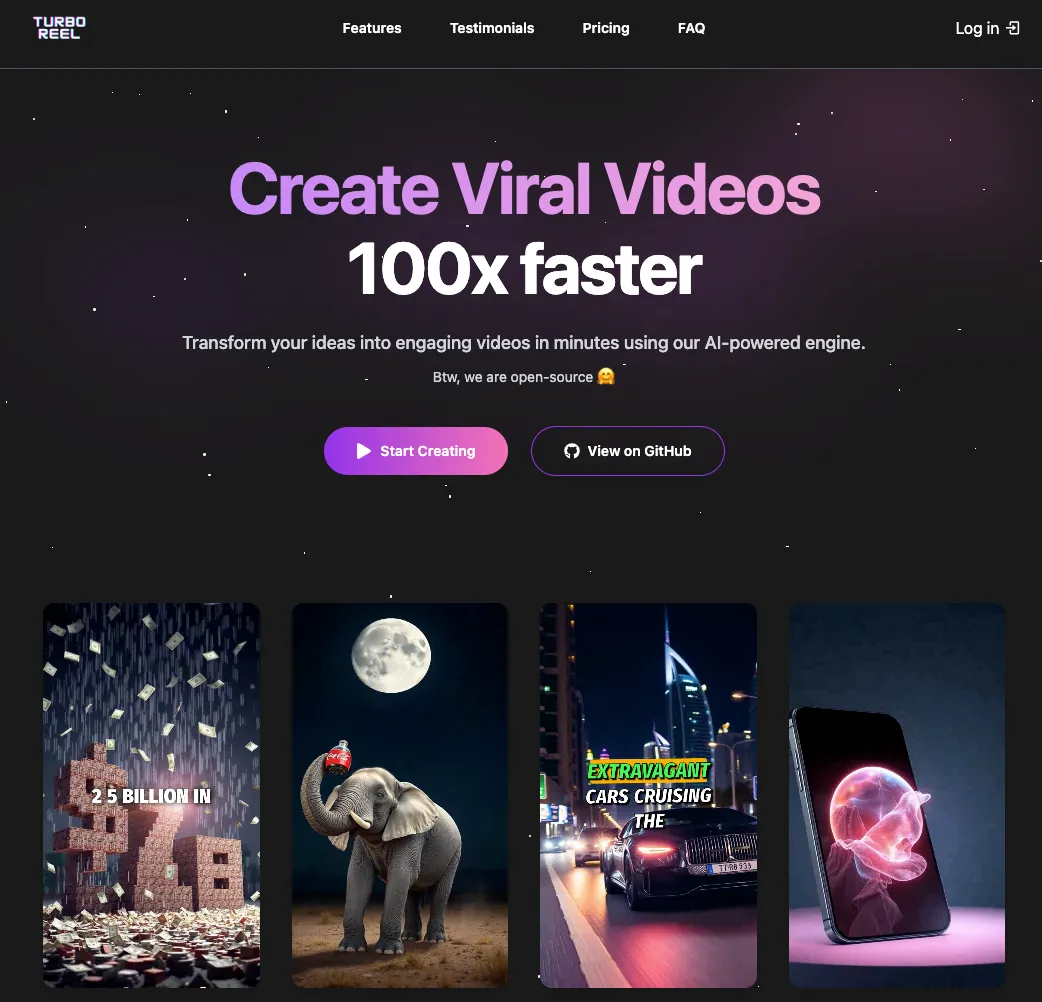 TURBO
REEL
Features
Testimonials
Pricing
FAQ
Log in
Create Viral Videos
100x faster
Transform your ideas into engaging videos in minutes using our AI-powered engine.
Btw, we are open-source 🤗
Start Creating
View on GitHub
2 5 BILLION IN
EXTRAVAGANT
CARS CRUISING
THE